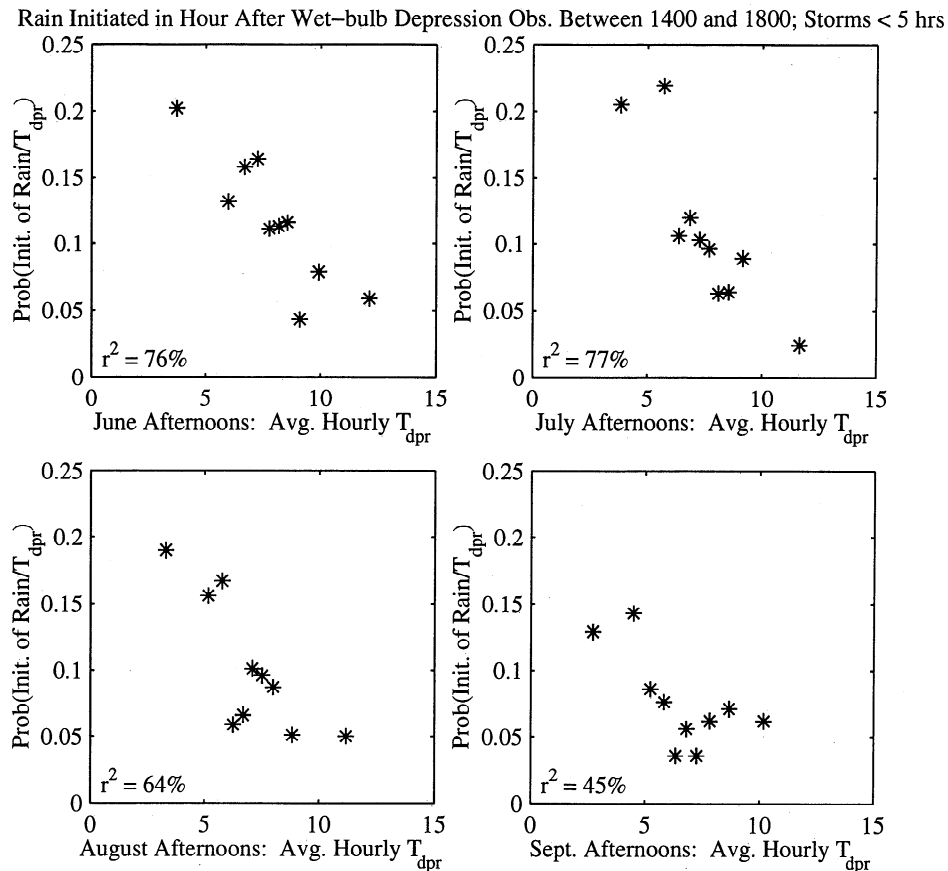 Rain Initiated in Hour After Wet–bulb Depression Obs. Between 1400 and 1800; Storms < 5 hrs
0.25
0.2
0.15
0.1
0.05
0
Prob(Init. of Rain/T_dpr)
r² = 76%
0 5 10 15
June Afternoons: Avg. Hourly T_dpr
0.25
0.2
0.15
0.1
0.05
0
Prob(Init. of Rain/T_dpr)
r² = 77%
0 5 10 15
July Afternoons: Avg. Hourly T_dpr
0.25
0.2
0.15
0.1
0.05
0
Prob(Init. of Rain/T_dpr)
r² = 64%
0 5 10 15
August Afternoons: Avg. Hourly T_dpr
0.25
0.2
0.15
0.1
0.05
0
Prob(Init. of Rain/T_dpr)
r² = 45%
0 5 10 15
Sept. Afternoons: Avg. Hourly T_dpr